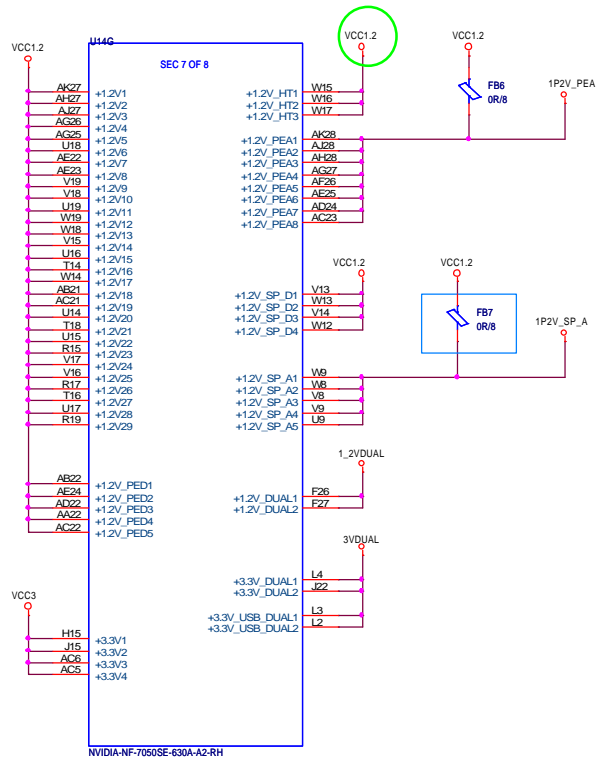 U14G
SEC 7 OF 8
VCC1.2
AK27 +1.2V1
AH27 +1.2V2
AJ27 +1.2V3
AG26 +1.2V4
AG25 +1.2V5
U18 +1.2V6
AE22 +1.2V7
AE23 +1.2V8
V19 +1.2V9
V18 +1.2V10
U19 +1.2V11
W19 +1.2V12
W18 +1.2V13
V15 +1.2V14
U16 +1.2V15
T14 +1.2V16
W14 +1.2V17
AB21 +1.2V18
AC21 +1.2V19
U14 +1.2V20
T18 +1.2V21
U15 +1.2V22
R15 +1.2V23
V17 +1.2V24
V16 +1.2V25
R17 +1.2V26
T16 +1.2V27
U17 +1.2V28
R19 +1.2V29
AB22 +1.2V_PED1
AE24 +1.2V_PED2
AD22 +1.2V_PED3
AA22 +1.2V_PED4
AC22 +1.2V_PED5
VCC3
H15 +3.3V1
J15 +3.3V2
AC6 +3.3V3
AC5 +3.3V4
VCC1.2
+1.2V_HT1 W15
+1.2V_HT2 W16
+1.2V_HT3 W17
VCC1.2
FB6
0R/8
1P2V_PEA
+1.2V_PEA1 AK28
+1.2V_PEA2 AJ28
+1.2V_PEA3 AH28
+1.2V_PEA4 AG27
+1.2V_PEA5 AF26
+1.2V_PEA6 AE25
+1.2V_PEA7 AD24
+1.2V_PEA8 AC23
VCC1.2
+1.2V_SP_D1 V13
+1.2V_SP_D2 W13
+1.2V_SP_D3 V14
+1.2V_SP_D4 W12
VCC1.2
FB7
0R/8
1P2V_SP_A
+1.2V_SP_A1 W9
+1.2V_SP_A2 W8
+1.2V_SP_A3 V8
+1.2V_SP_A4 V9
+1.2V_SP_A5 U9
1_2VDUAL
+1.2V_DUAL1 F26
+1.2V_DUAL2 F27
3VDUAL
+3.3V_DUAL1 L4
+3.3V_DUAL2 J22
+3.3V_USB_DUAL1 L3
+3.3V_USB_DUAL2 L2
NVIDIA-NF-7050SE-630A-A2-RH